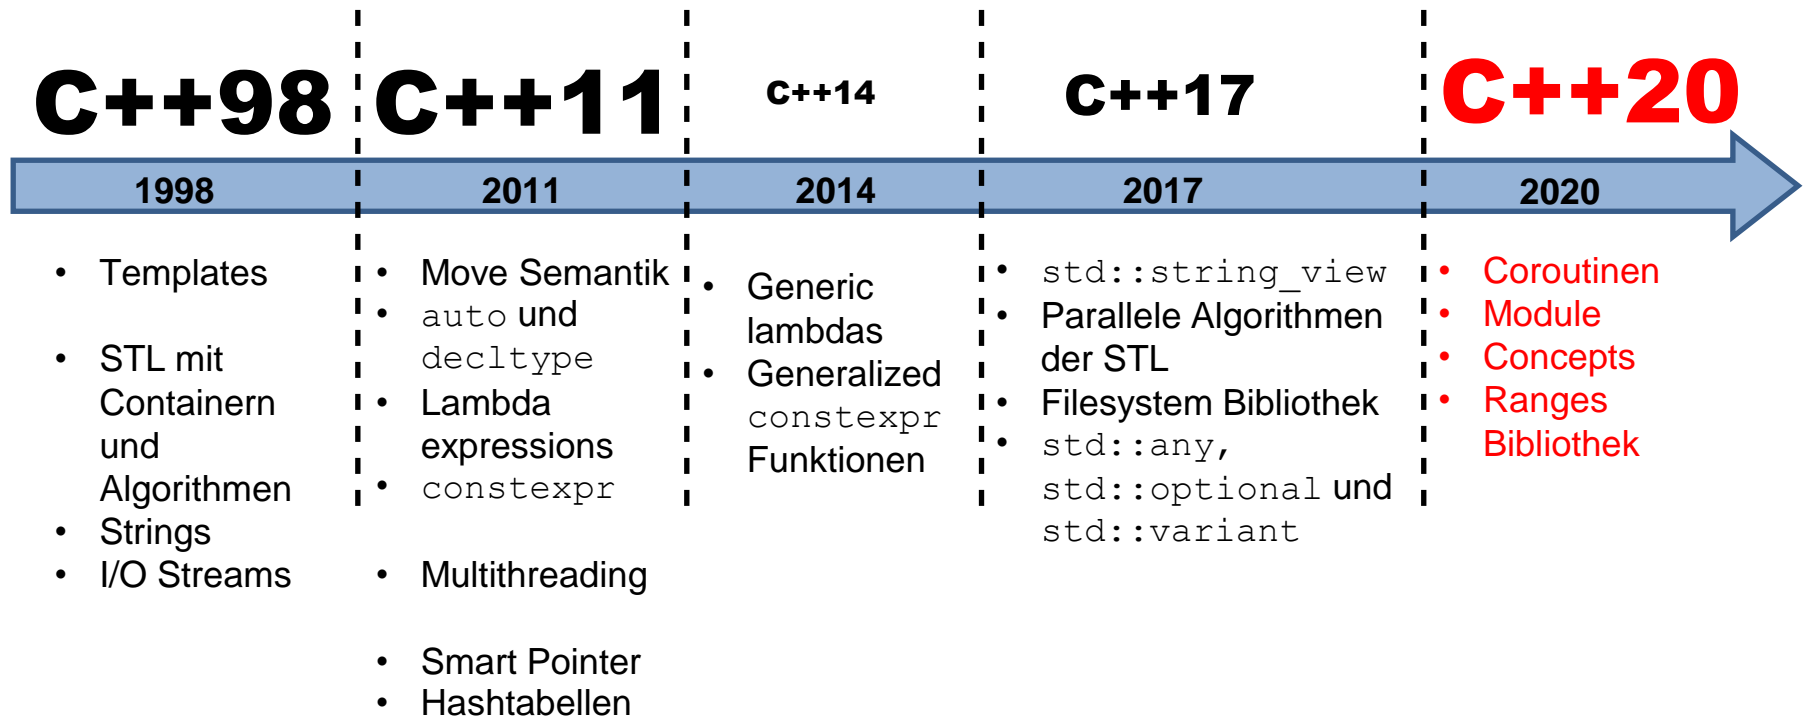 C++98
C++11
C++14
C++17
C++20
1998
2011
2014
2017
2020
• Templates
• STL mit
Containern
und
Algorithmen
• Strings
• I/O Streams
• Move Semantik
• auto und
decltype
• Lambda
expressions
• constexpr
• Multithreading
• Smart Pointer
• Hashtabellen
• Generic
lambdas
• Generalized
constexpr
Funktionen
• std::string_view
• Parallele Algorithmen
der STL
• Filesystem Bibliothek
• std::any,
std::optional und
std::variant
• Coroutinen
• Module
• Concepts
• Ranges
Bibliothek